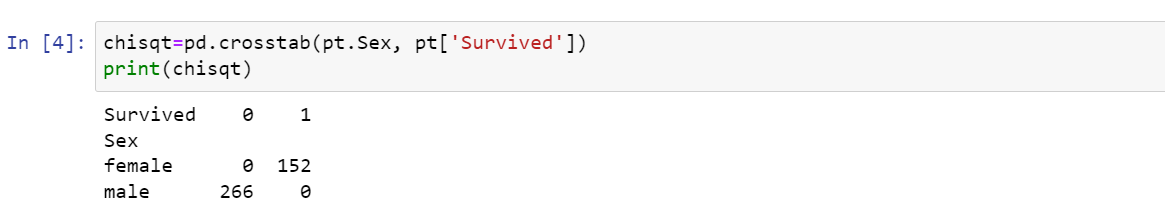 In [4]: chisqt=pd.crosstab(pt.Sex, pt['Survived'])
print(chisqt)
Survived    0    1
Sex
female      0  152
male      266    0